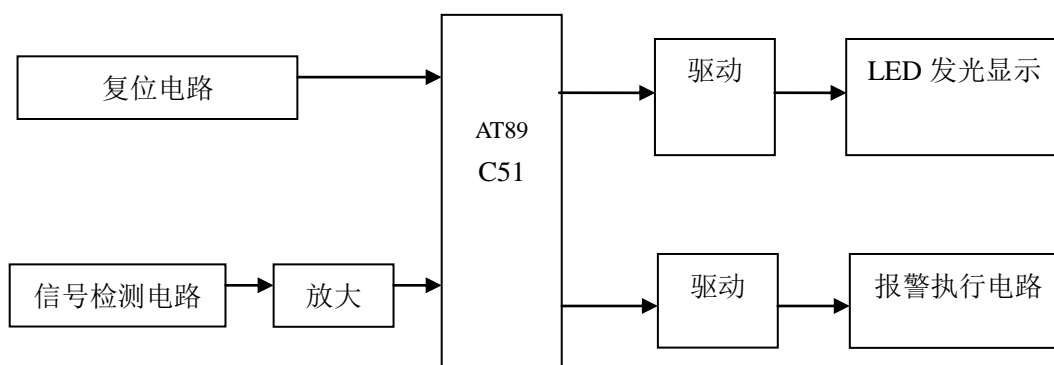 复位电路
AT89
C51
驱动
LED 发光显示
信号检测电路
放大
驱动
报警执行电路